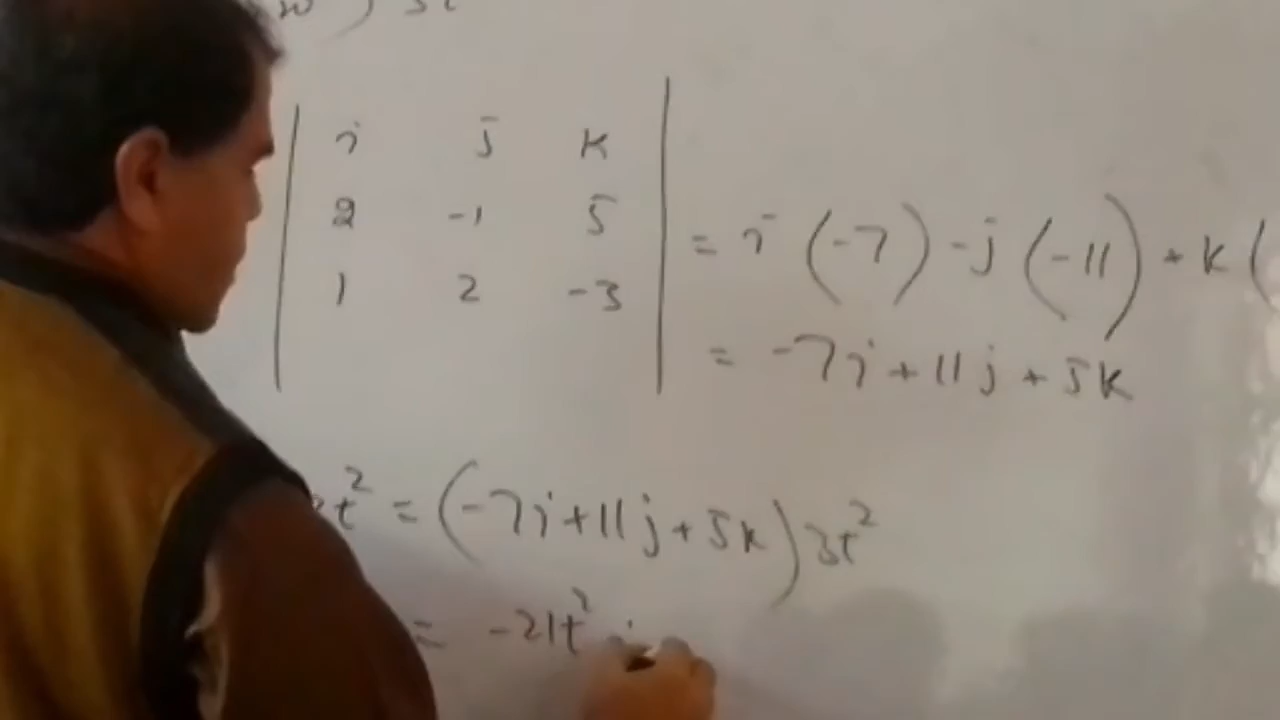 | i j k |
| 2 -1 5 | = i (-7) - j (-11) + k (
| 1 2 -3 | = -7i + 11j + 5k
t² = (-7i + 11j + 5k) 3t²
= -21t² i